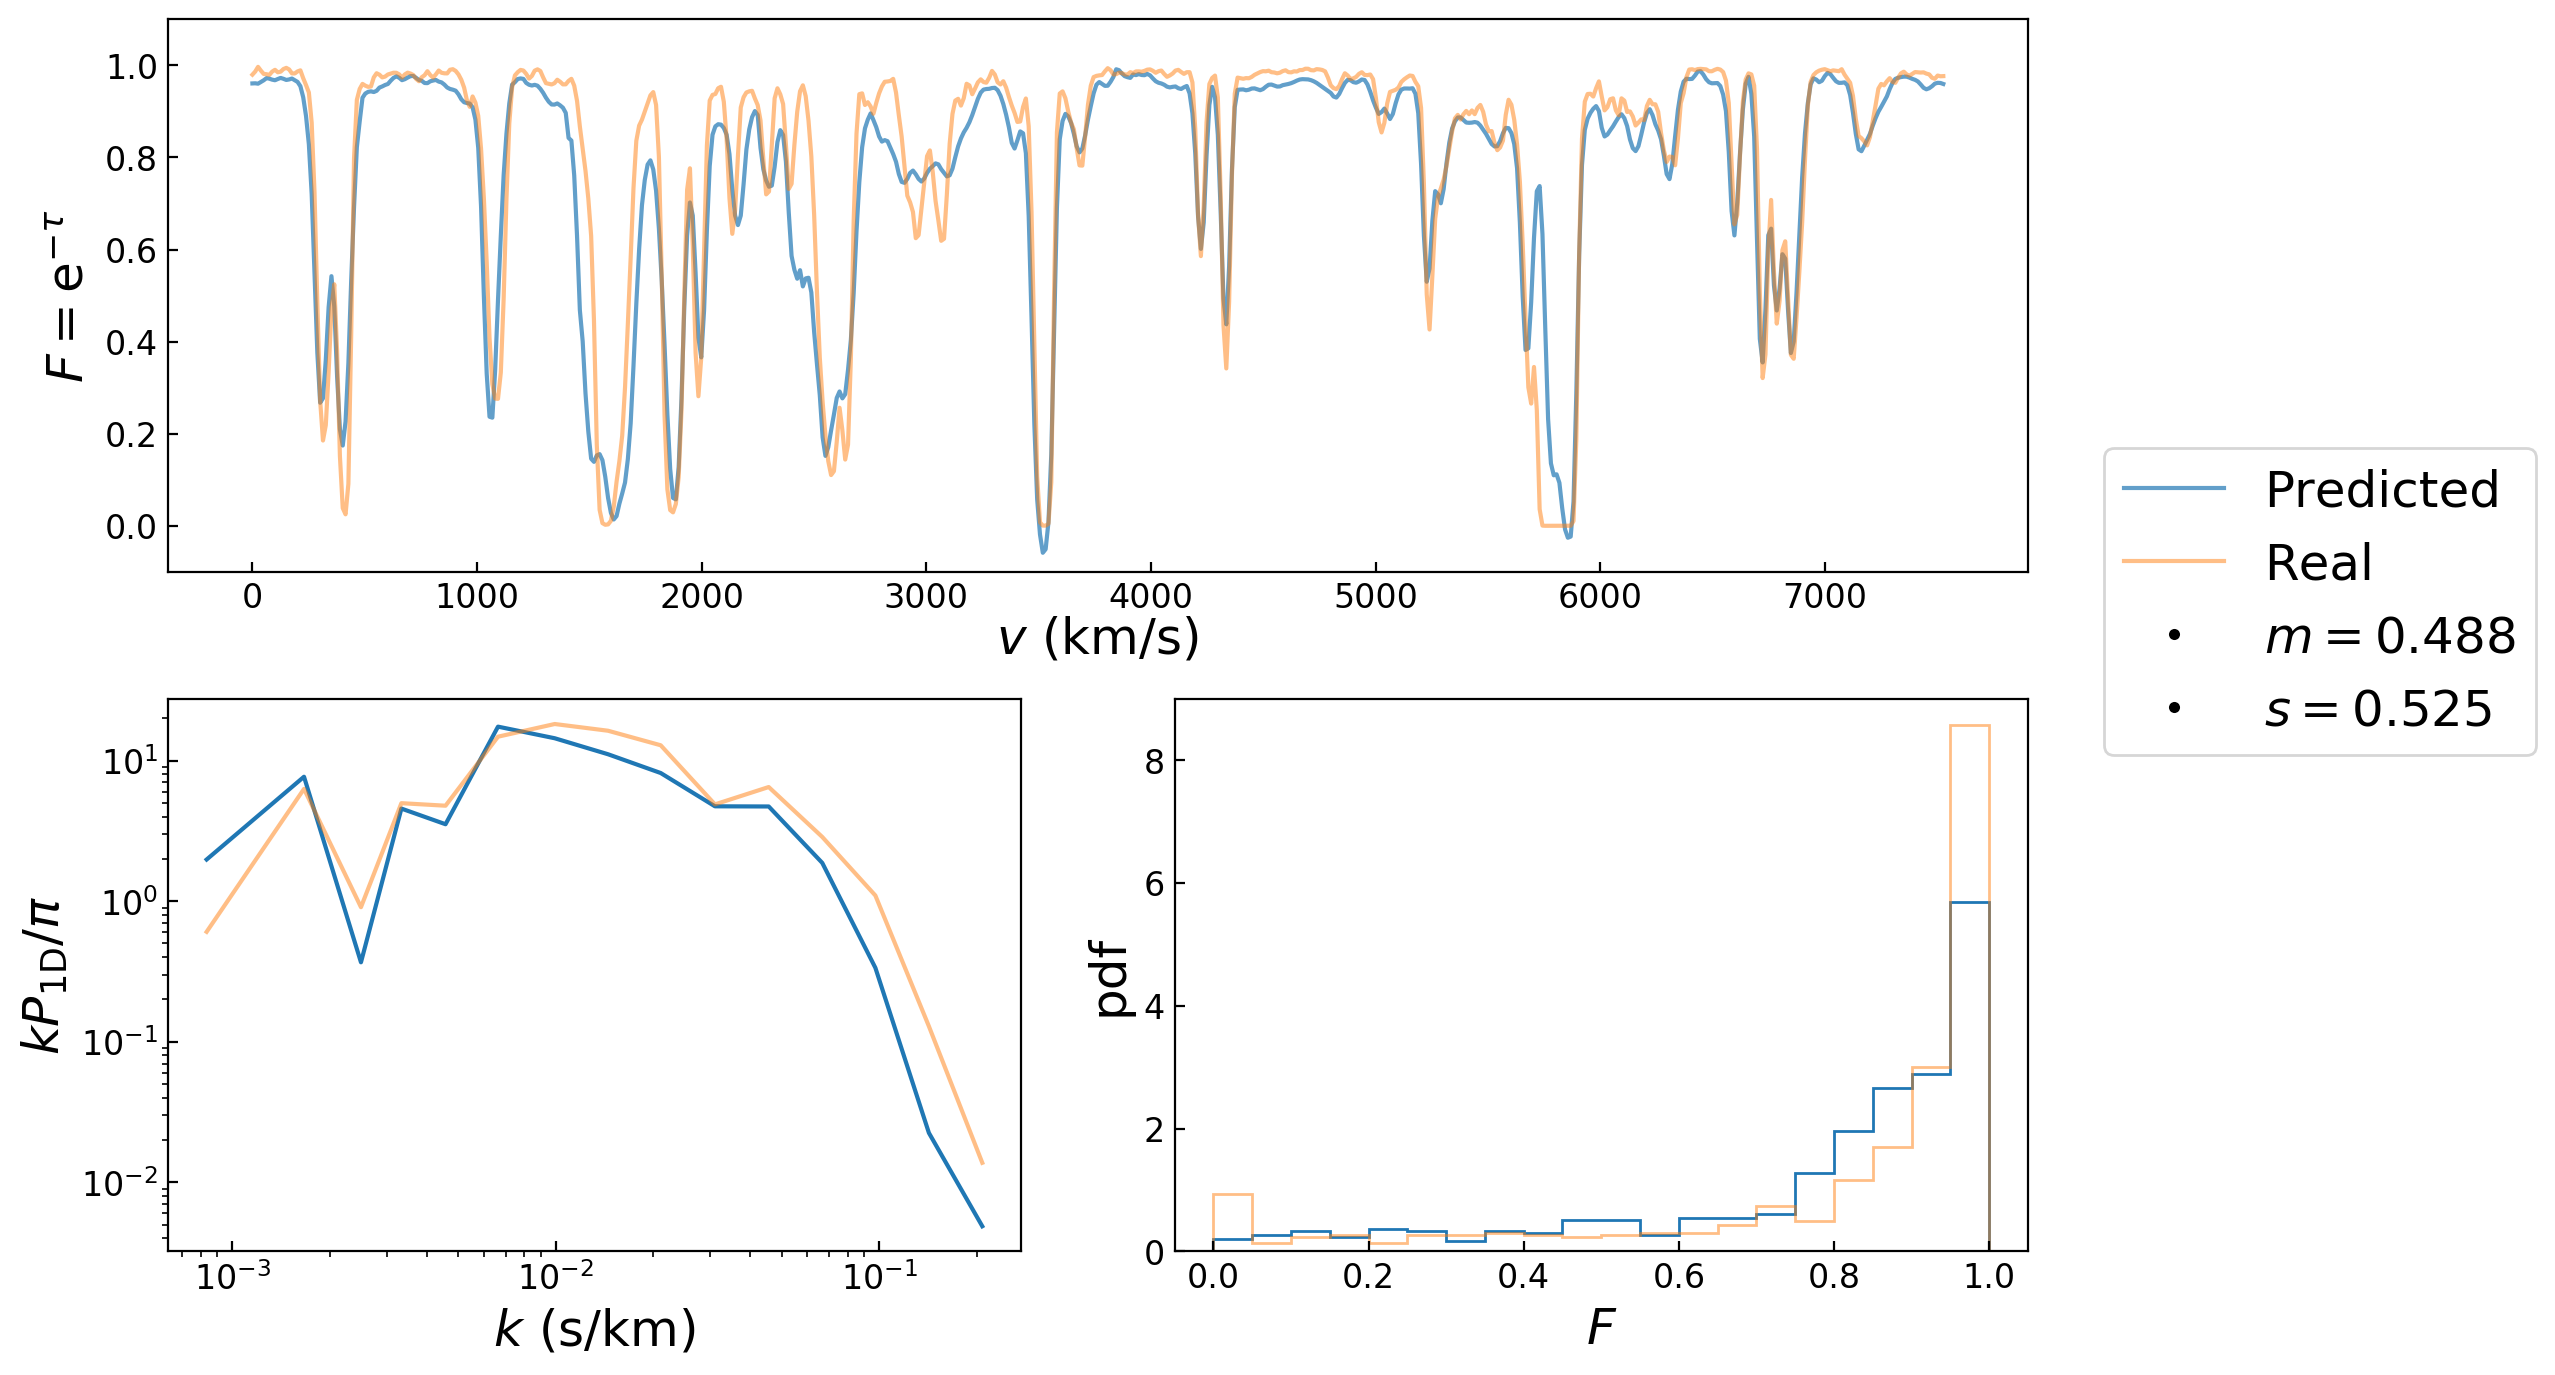 1.0
0.8
0.6
0.4
0.2
0.0
F = e^{-τ}
0 1000 2000 3000 4000 5000 6000 7000
v (km/s)
Predicted
Real
m = 0.488
s = 0.525
10^1
10^0
10^{-1}
10^{-2}
kP_{1D}/π
10^{-3} 10^{-2} 10^{-1}
k (s/km)
8
6
4
2
0
pdf
0.0 0.2 0.4 0.6 0.8 1.0
F